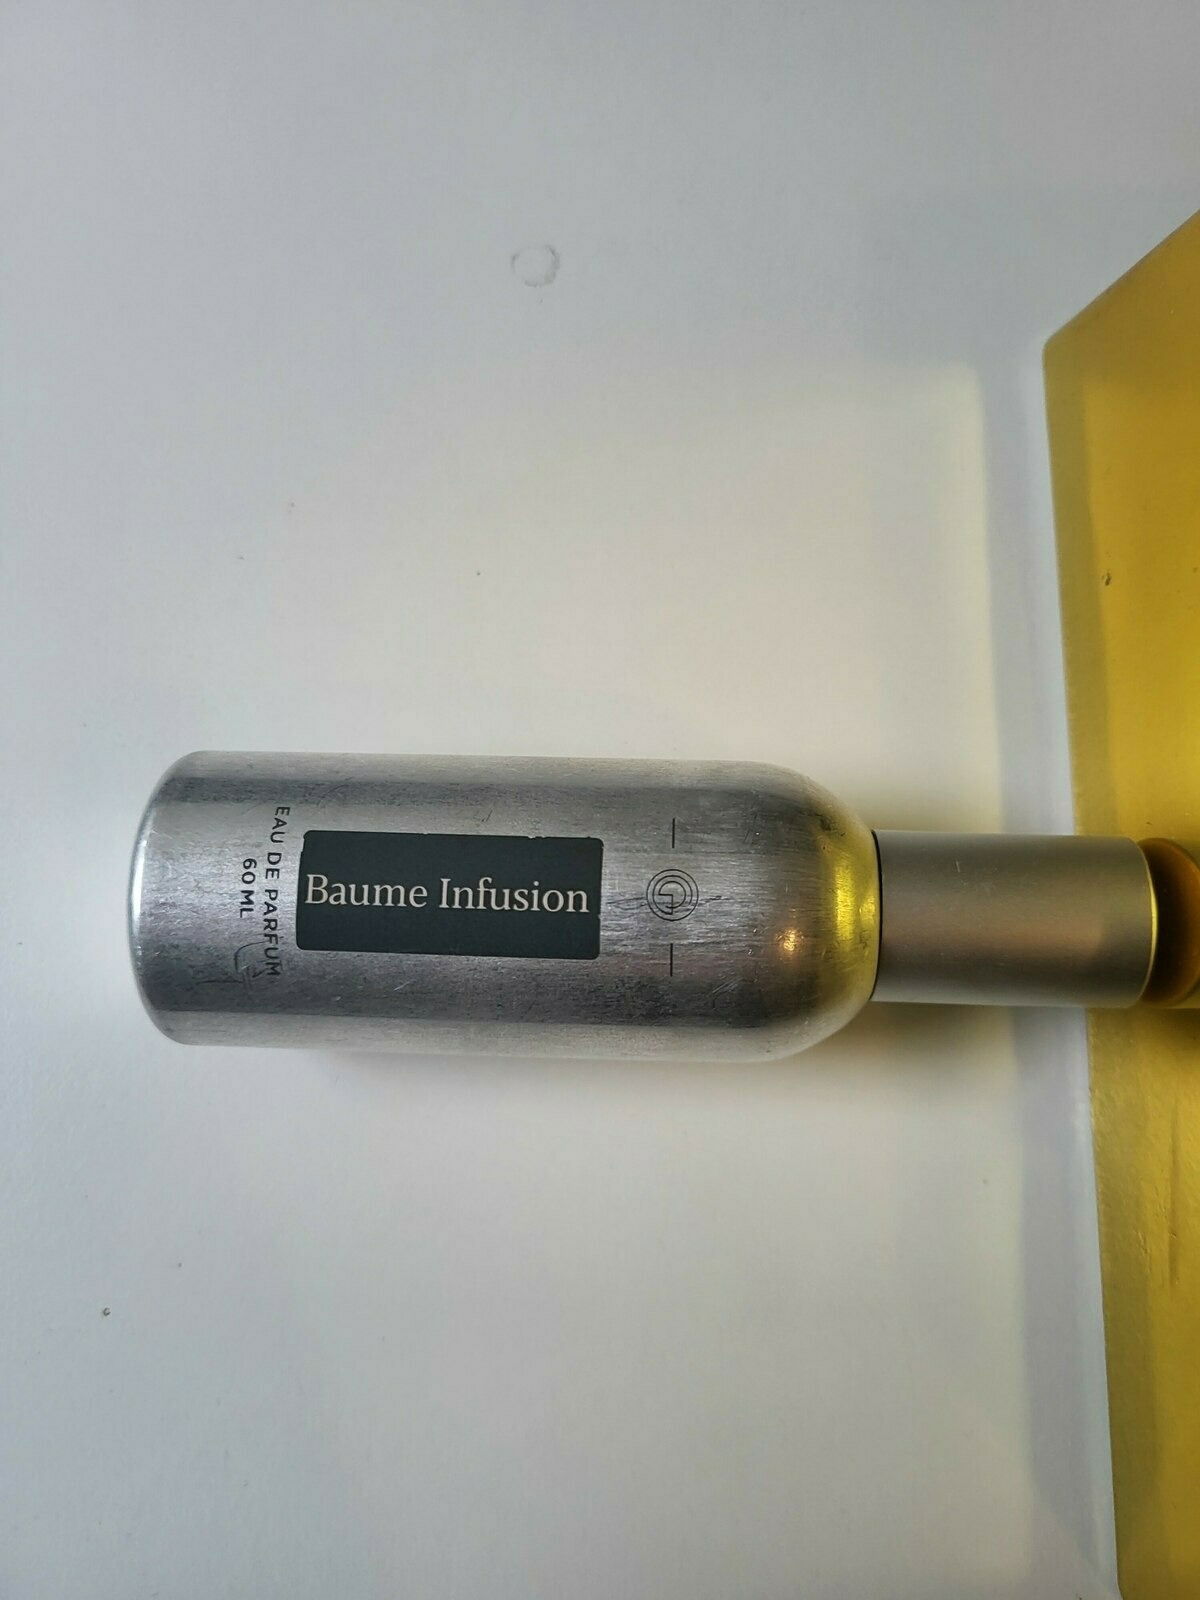 Baume Infusion
EAU DE PARFUM
60 ML